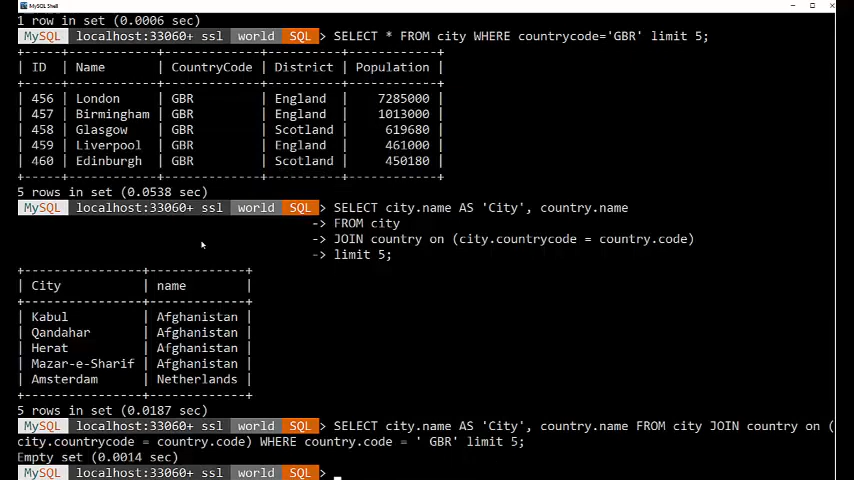 MySQL Shell
1 row in set (0.0006 sec)
MySQL localhost:33060+ ssl world SQL > SELECT * FROM city WHERE countrycode='GBR' limit 5;
+-----+------------+-------------+----------+------------+
| ID | Name | CountryCode | District | Population |
+-----+------------+-------------+----------+------------+
| 456 | London | GBR | England | 7285000 |
| 457 | Birmingham | GBR | England | 1013000 |
| 458 | Glasgow | GBR | Scotland | 619680 |
| 459 | Liverpool | GBR | England | 461000 |
| 460 | Edinburgh | GBR | Scotland | 450180 |
+-----+------------+-------------+----------+------------+
5 rows in set (0.0538 sec)
MySQL localhost:33060+ ssl world SQL > SELECT city.name AS 'City', country.name
-> FROM city
-> JOIN country on (city.countrycode = country.code)
-> limit 5;
+----------------+-------------+
| City | name |
+----------------+-------------+
| Kabul | Afghanistan |
| Qandahar | Afghanistan |
| Herat | Afghanistan |
| Mazar-e-Sharif | Afghanistan |
| Amsterdam | Netherlands |
+----------------+-------------+
5 rows in set (0.0187 sec)
MySQL localhost:33060+ ssl world SQL > SELECT city.name AS 'City', country.name FROM city JOIN country on (
city.countrycode = country.code) WHERE country.code = ' GBR' limit 5;
Empty set (0.0014 sec)
MySQL localhost:33060+ ssl world SQL >